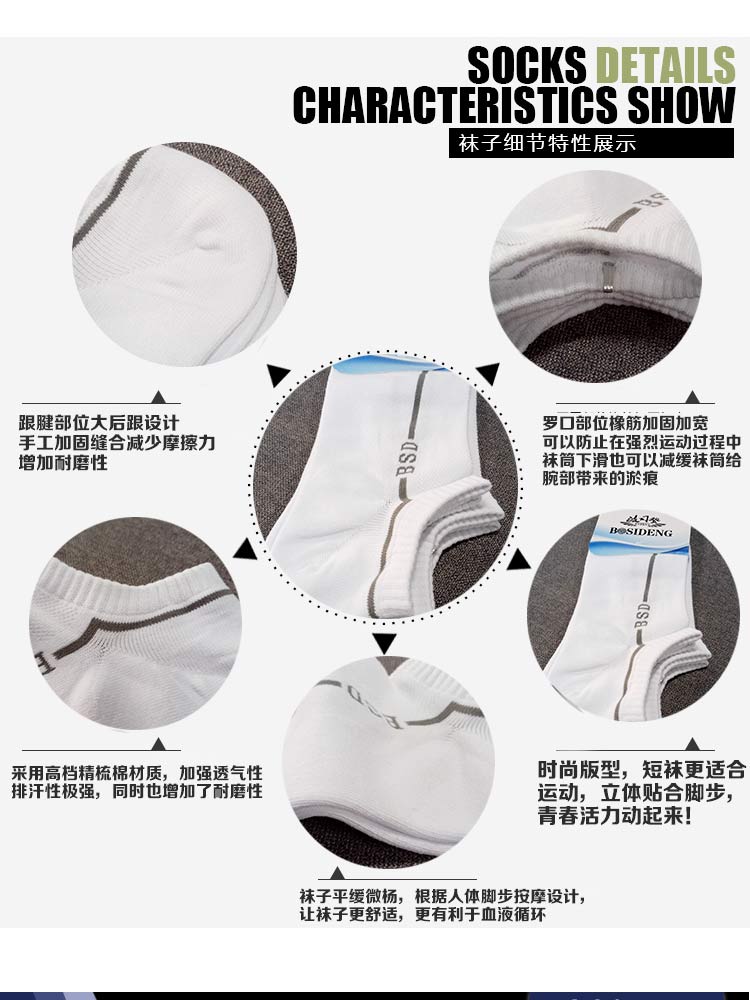 SOCKS DETAILS
CHARACTERISTICS SHOW
袜子细节特性展示
BSD
跟腱部位大后跟设计
手工加固缝合减少摩擦力
增加耐磨性
罗口部位橡筋加固加宽
可以防止在强烈运动过程中
袜筒下滑也可以减缓袜筒给
腕部带来的淤痕
BSD
BOSIDENG
BSD
BSD
采用高档精梳棉材质，加强透气性
排汗性极强，同时也增加了耐磨性
时尚版型，短袜更适合
运动，立体贴合脚步，
青春活力动起来！
袜子平缓微杨，根据人体脚步按摩设计，
让袜子更舒适，更有利于血液循环